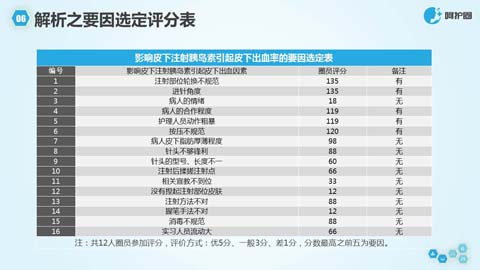 06 解析之要因选定评分表
呵护圈
影响皮下注射胰岛素引起皮下出血率的要因选定表
编号 影响皮下注射胰岛素引起皮下出血因素 圈员评分 备注
1 注射部位轮换不规范 135 有
2 进针角度 135 有
3 病人的情绪 18 无
4 病人的合作程度 119 有
5 护理人员动作粗暴 119 有
6 按压不规范 120 有
7 病人皮下脂肪厚薄程度 98 无
8 针头不够锋利 88 无
9 针头的型号、长度不一 60 无
10 注射后揉搓注射点 66 无
11 相关宣教不到位 33 无
12 没有捏起注射部位皮肤 12 无
13 注射方法不对 88 无
14 握笔手法不对 12 无
15 消毒不规范 88 无
16 实习人员流动大 66 无
注：共12人圈员参加评分，评价方式：优5分、一般3分、差1分，分数最高之前五为要因。